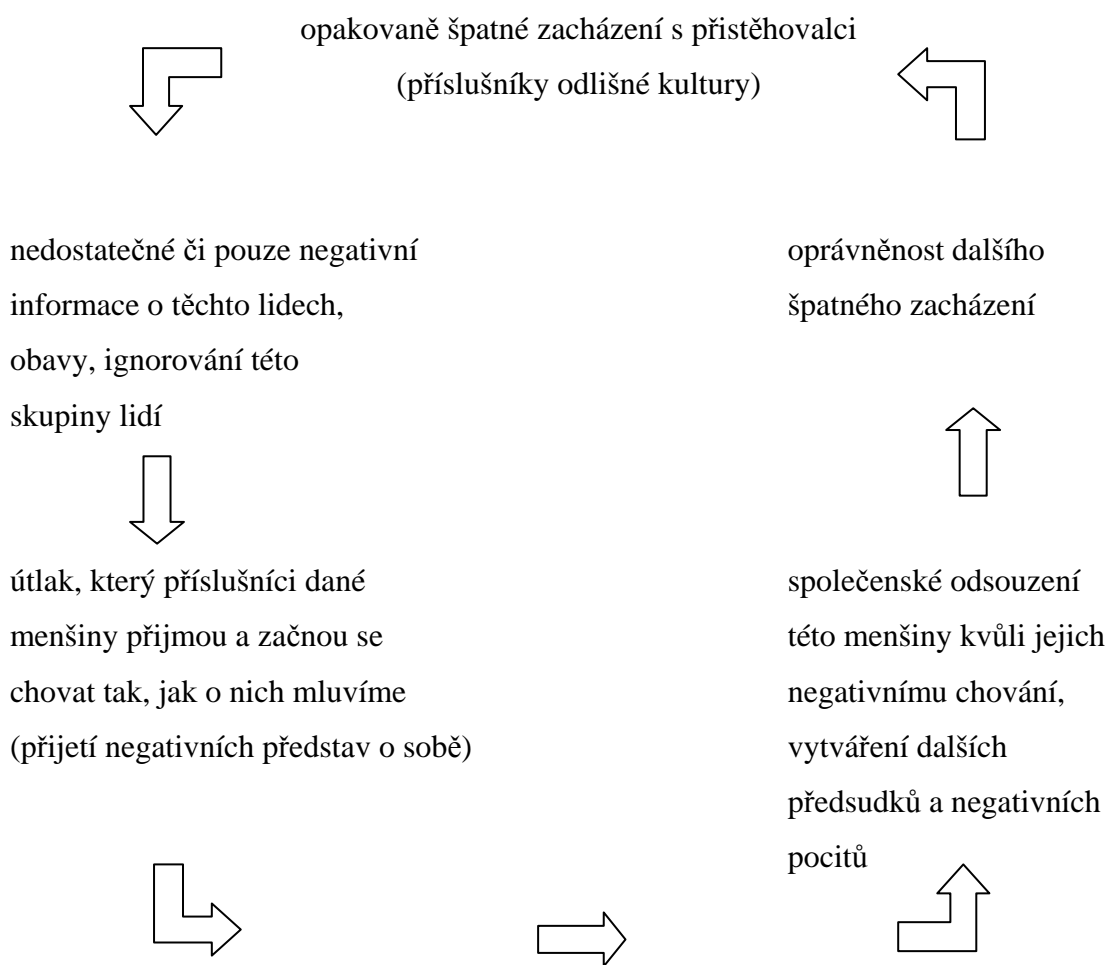 opakovaně špatné zacházení s přistěhovalci
(příslušníky odlišné kultury)
nedostatečné či pouze negativní
informace o těchto lidech,
obavy, ignorování této
skupiny lidí
útlak, který příslušníci dané
menšiny přijmou a začnou se
chovat tak, jak o nich mluvíme
(přijetí negativních představ o sobě)
společenské odsouzení
této menšiny kvůli jejich
negativnímu chování,
vytváření dalších
předsudků a negativních
pocitů
oprávněnost dalšího
špatného zacházení